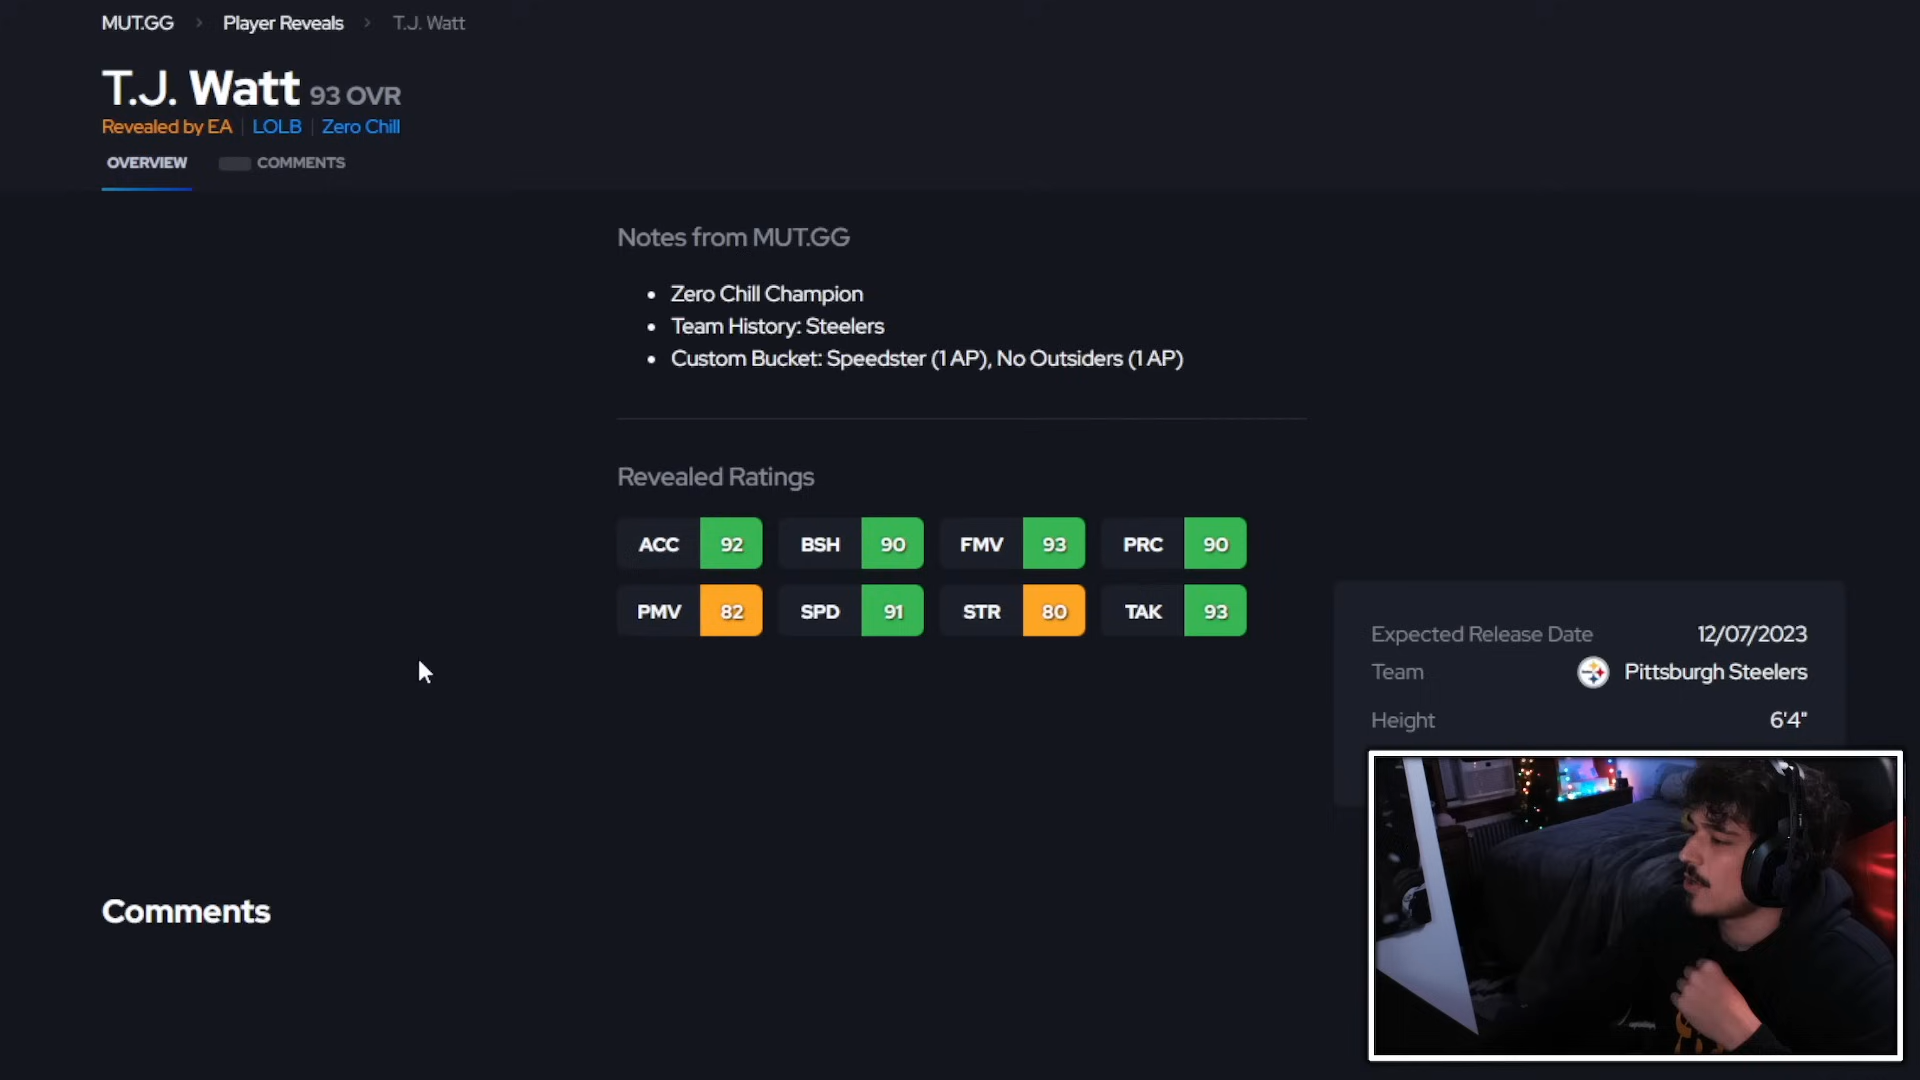 MUT.GG > Player Reveals > T.J. Watt
T.J. Watt 93 OVR
Revealed by EA | LOLB | Zero Chill
OVERVIEW COMMENTS
Notes from MUT.GG
• Zero Chill Champion
• Team History: Steelers
• Custom Bucket: Speedster (1 AP), No Outsiders (1 AP)
Revealed Ratings
ACC 92 BSH 90 FMV 93 PRC 90
PMV 82 SPD 91 STR 80 TAK 93
Expected Release Date 12/07/2023
Team Pittsburgh Steelers
Height 6'4"
Comments